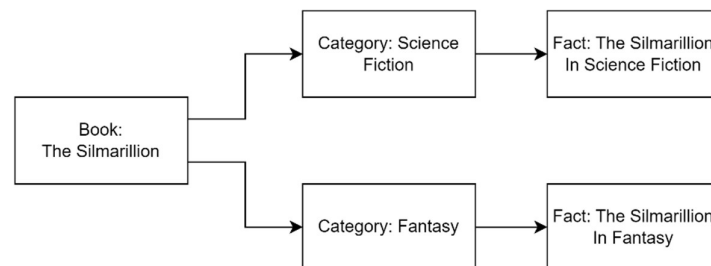 Category: Science
Fiction
Fact: The Silmarillion
In Science Fiction
Book:
The Silmarillion
Category: Fantasy
Fact: The Silmarillion
In Fantasy